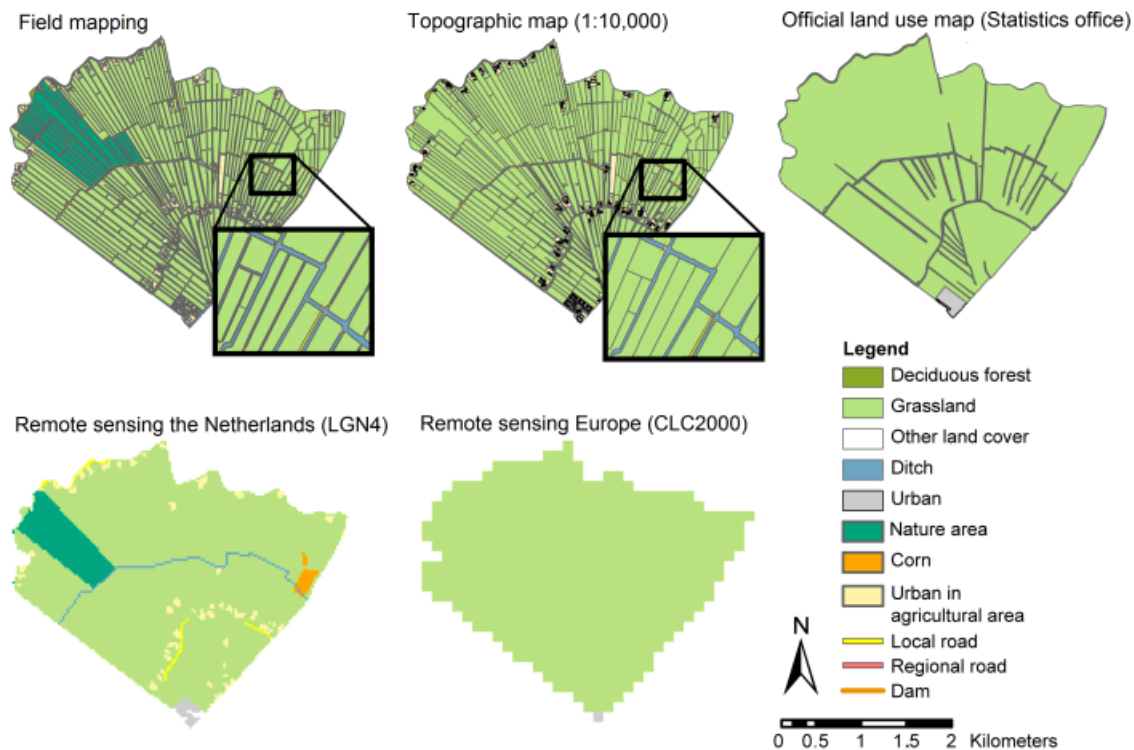 Field mapping
Topographic map (1:10,000)
Official land use map (Statistics office)
Legend
Deciduous forest
Grassland
Other land cover
Ditch
Urban
Nature area
Corn
Urban in
agricultural area
Local road
Regional road
Dam
Remote sensing the Netherlands (LGN4)
Remote sensing Europe (CLC2000)
N
0 0.5 1 1.5 2 Kilometers